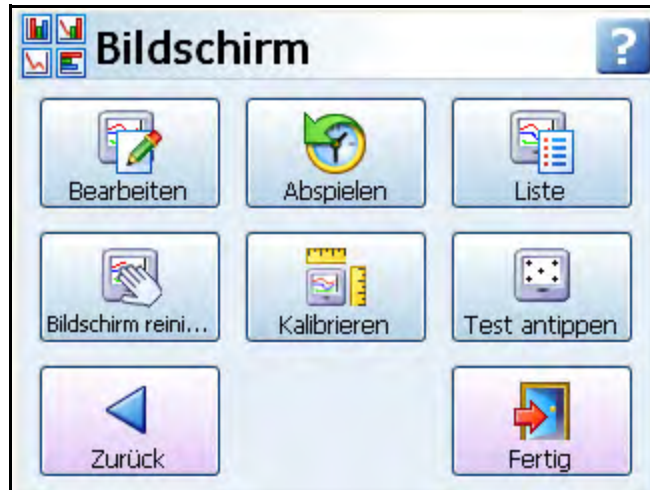 Bildschirm
?
Bearbeiten
Abspielen
Liste
Bildschirm reini...
Kalibrieren
Test antippen
Zurück
Fertig